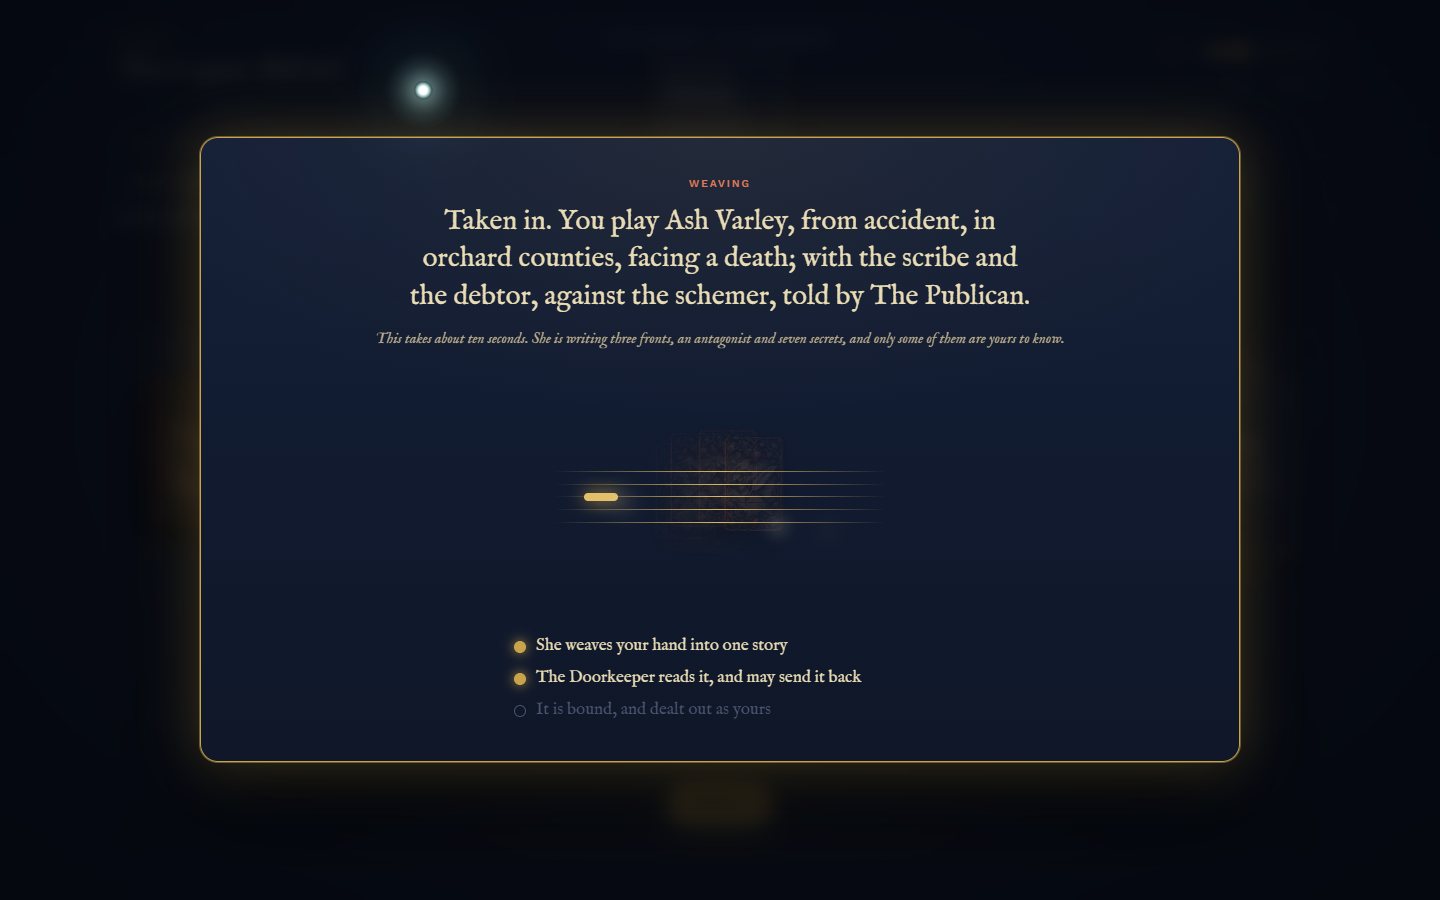 WEAVING
Taken in. You play Ash Varley, from accident, in
orchard counties, facing a death; with the scribe and
the debtor, against the schemer, told by The Publican.
This takes about ten seconds. She is writing three fronts, an antagonist and seven secrets, and only some of them are yours to know.
She weaves your hand into one story
The Doorkeeper reads it, and may send it back
It is bound, and dealt out as yours